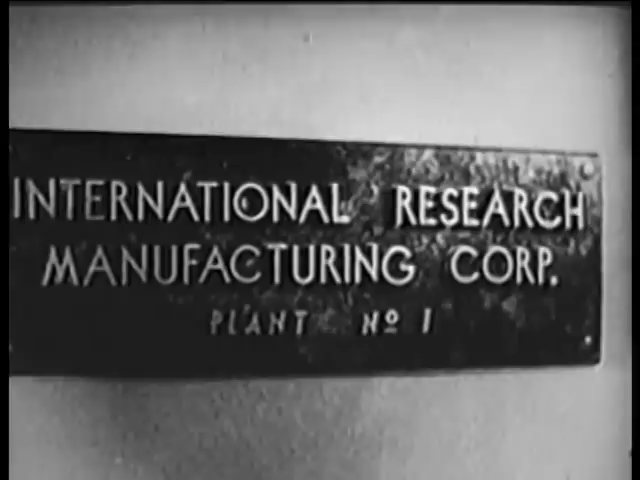 INTERNATIONAL RESEARCH
MANUFACTURING CORP.
PLANT Nº 1